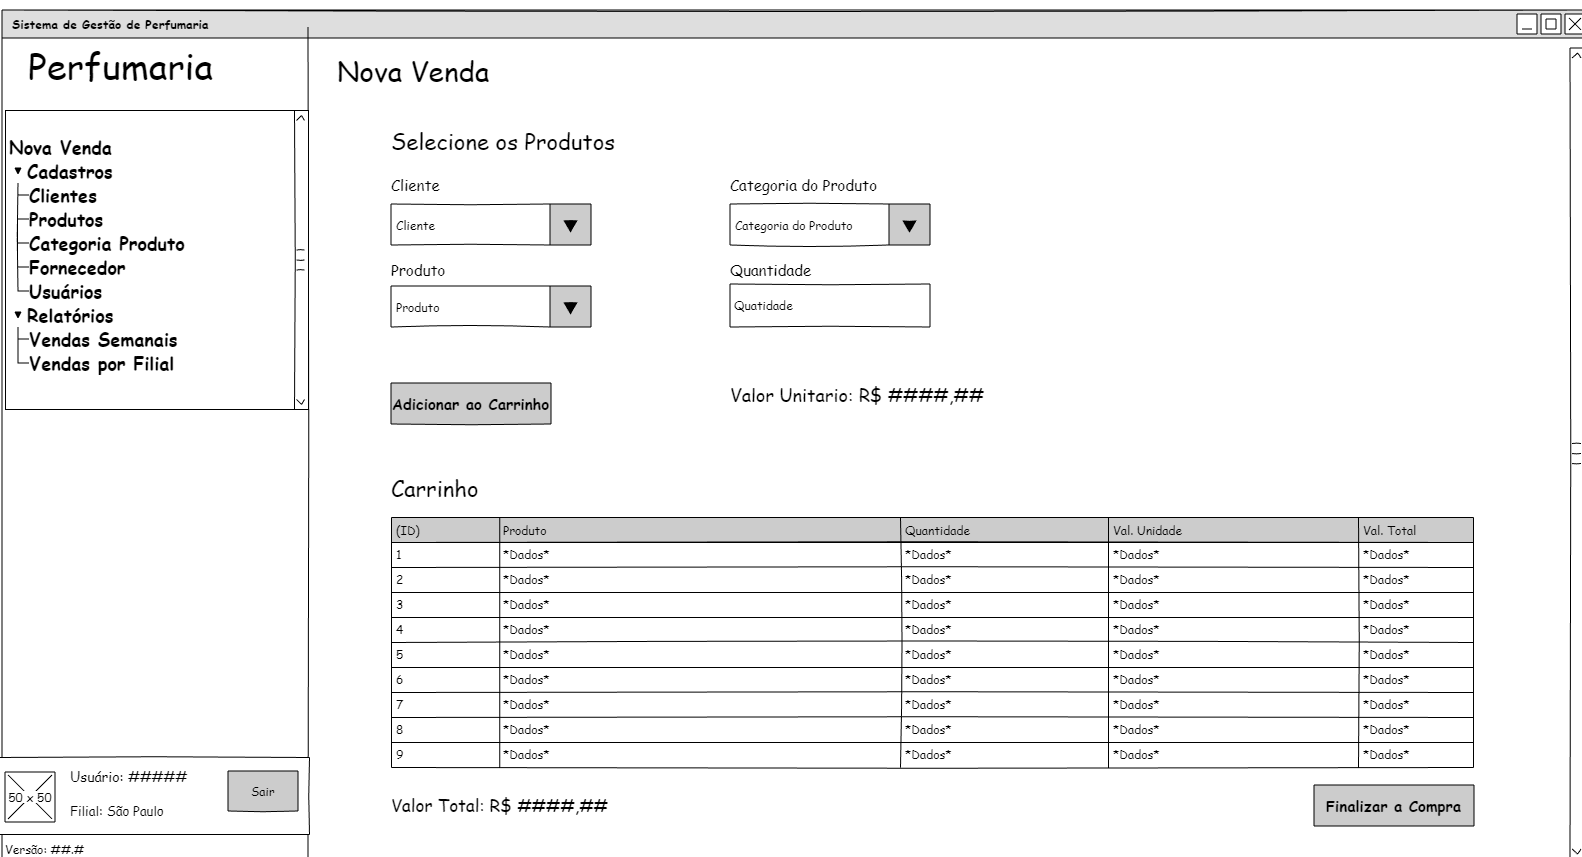 Sistema de Gestão de Perfumaria
Perfumaria
Nova Venda
Cadastros
Clientes
Produtos
Categoria Produto
Fornecedor
Usuários
Relatórios
Vendas Semanais
Vendas por Filial
50 x 50
Usuário: #####
Filial: São Paulo
Sair
Versão: ##.#
Nova Venda
Selecione os Produtos
Cliente Categoria do Produto
Cliente Categoria do Produto
Produto Quantidade
Produto Quatidade
Adicionar ao Carrinho Valor Unitario: R$ ####,##
Carrinho
(ID) Produto Quantidade Val. Unidade Val. Total
1 *Dados* *Dados* *Dados* *Dados*
2 *Dados* *Dados* *Dados* *Dados*
3 *Dados* *Dados* *Dados* *Dados*
4 *Dados* *Dados* *Dados* *Dados*
5 *Dados* *Dados* *Dados* *Dados*
6 *Dados* *Dados* *Dados* *Dados*
7 *Dados* *Dados* *Dados* *Dados*
8 *Dados* *Dados* *Dados* *Dados*
9 *Dados* *Dados* *Dados* *Dados*
Valor Total: R$ ####,## Finalizar a Compra